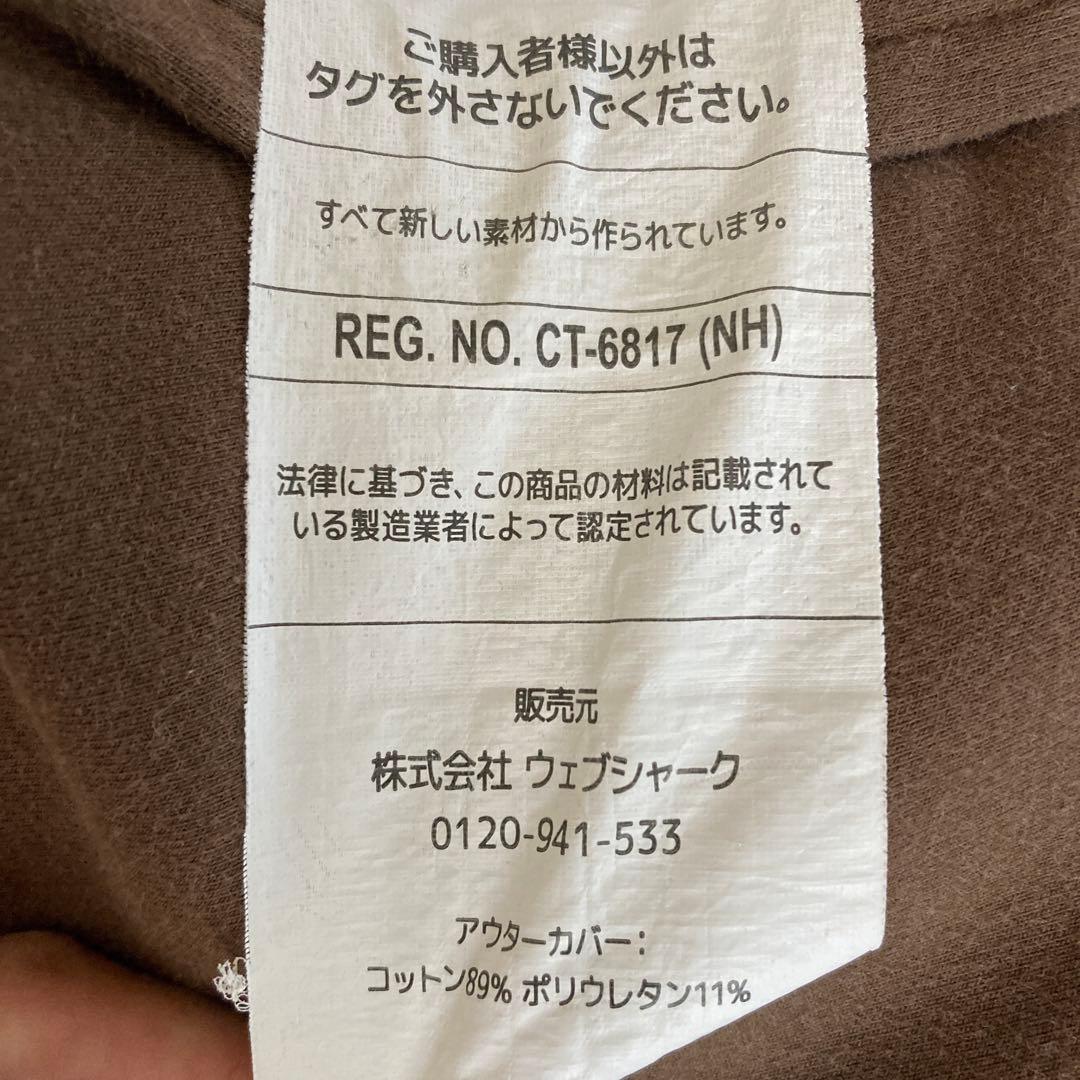 ご購入者様以外は
タグを外さないでください。
すべて新しい素材から作られています。
REG. NO. CT-6817 (NH)
法律に基づき、この商品の材料は記載されて
いる製造業者によって認定されています。
販売元
株式会社 ウェブシャーク
0120-941-533
アウターカバー:
コットン89% ポリウレタン11%